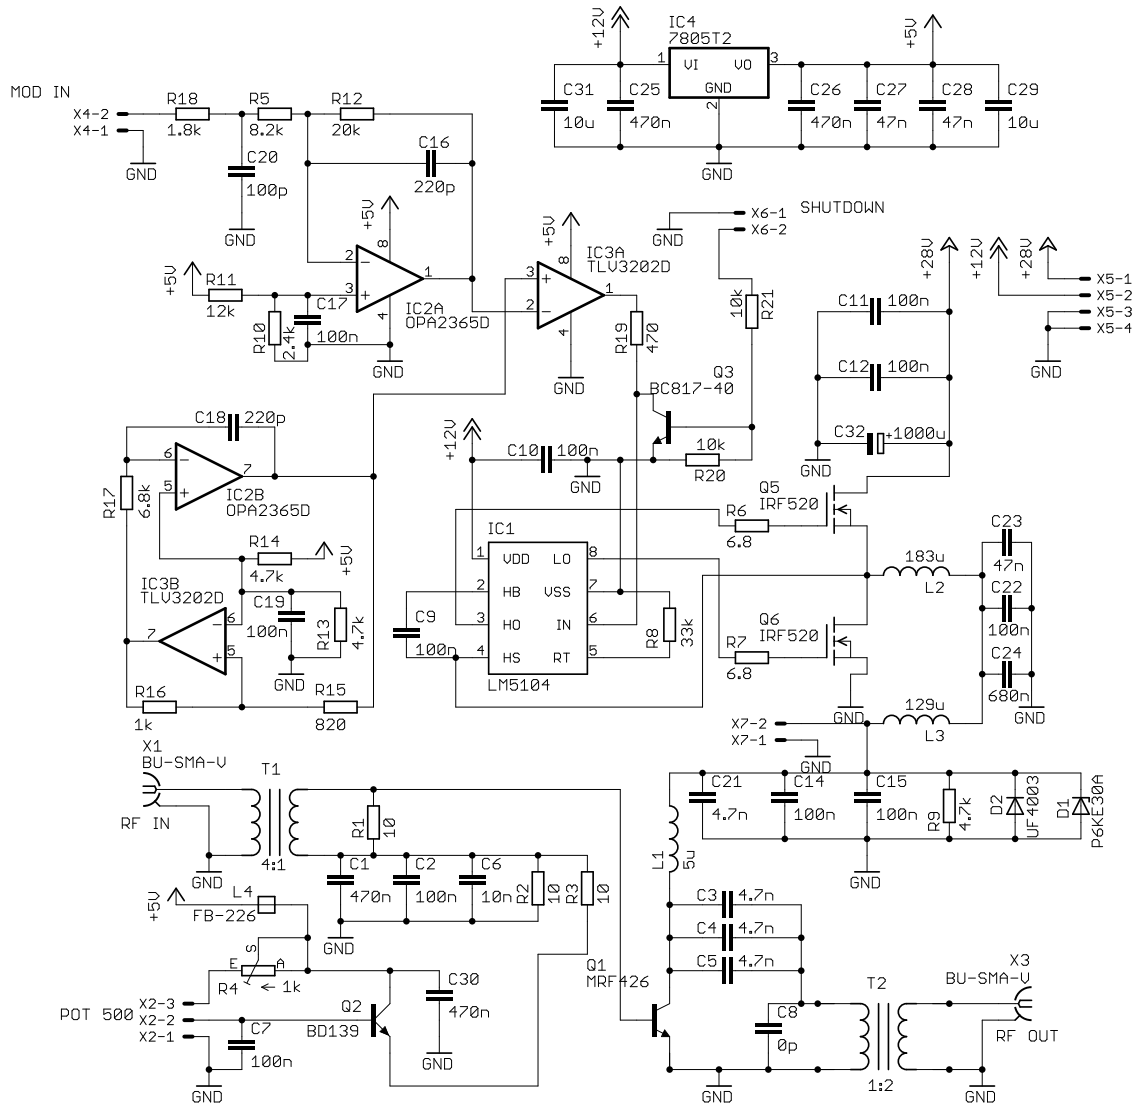 MOD IN
X4-2
X4-1
GND
R18
1.8k
R5
8.2k
R12
20k
C20
100p
GND
C16
220p
+5V
R11
12k
R10
2.4k
C17
100n
+5V
2
3
8
4
1
IC2A
OPA2365D
GND
+12V
IC4
7805T2
1
VI
VO
3
GND
2
+5V
C31
10u
C25
470n
C26
470n
C27
47n
C28
47n
C29
10u
GND
+5V
IC3A
TLV3202D
3
2
8
4
1
GND
GND
X6-1
X6-2
SHUTDOWN
10k
R21
R19
470
Q3
BC817-40
10k
R20
+28V
+12V
+28V
X5-1
X5-2
X5-3
X5-4
GND
C11
100n
C12
100n
C32
+1000u
GND
C18
220p
6
5
7
IC2B
OPA2365D
R17
6.8k
R14
4.7k
+5V
IC3B
TLV3202D
7
6
5
C19
100n
R13
4.7k
GND
R16
1k
R15
820
+12V
C10
100n
GND
IC1
1
VDD
LO
8
2
HB
VSS
7
3
HO
IN
6
4
HS
RT
5
LM5104
C9
100n
R8
33k
R6
6.8
Q5
IRF520
R7
6.8
Q6
IRF520
GND
183u
L2
C23
47n
C22
100n
C24
680n
GND
129u
L3
X7-2
X7-1
GND
X1
BU-SMA-V
RF IN
GND
T1
4:1
R1
10
C1
470n
C2
100n
C6
10n
R2
10
R3
10
GND
L1
5u
C21
4.7n
C14
100n
C15
100n
R9
4.7k
D2
UF4003
D1
P6KE30A
GND
+5V
L4
FB-226
S
E
A
R4
1k
POT 500
X2-3
X2-2
X2-1
C7
100n
GND
Q2
BD139
C30
470n
GND
Q1
MRF426
C3
4.7n
C4
4.7n
C5
4.7n
C8
0p
T2
1:2
GND
X3
BU-SMA-V
RF OUT
GND